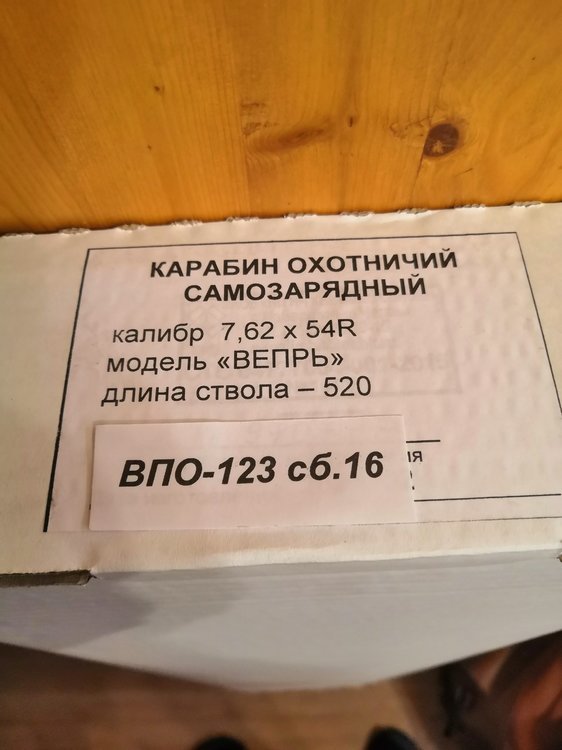 КАРАБИН ОХОТНИЧИЙ
САМОЗАРЯДНЫЙ
калибр 7,62 x 54R
модель «ВЕПРЬ»
длина ствола – 520
ВПО-123 сб.16